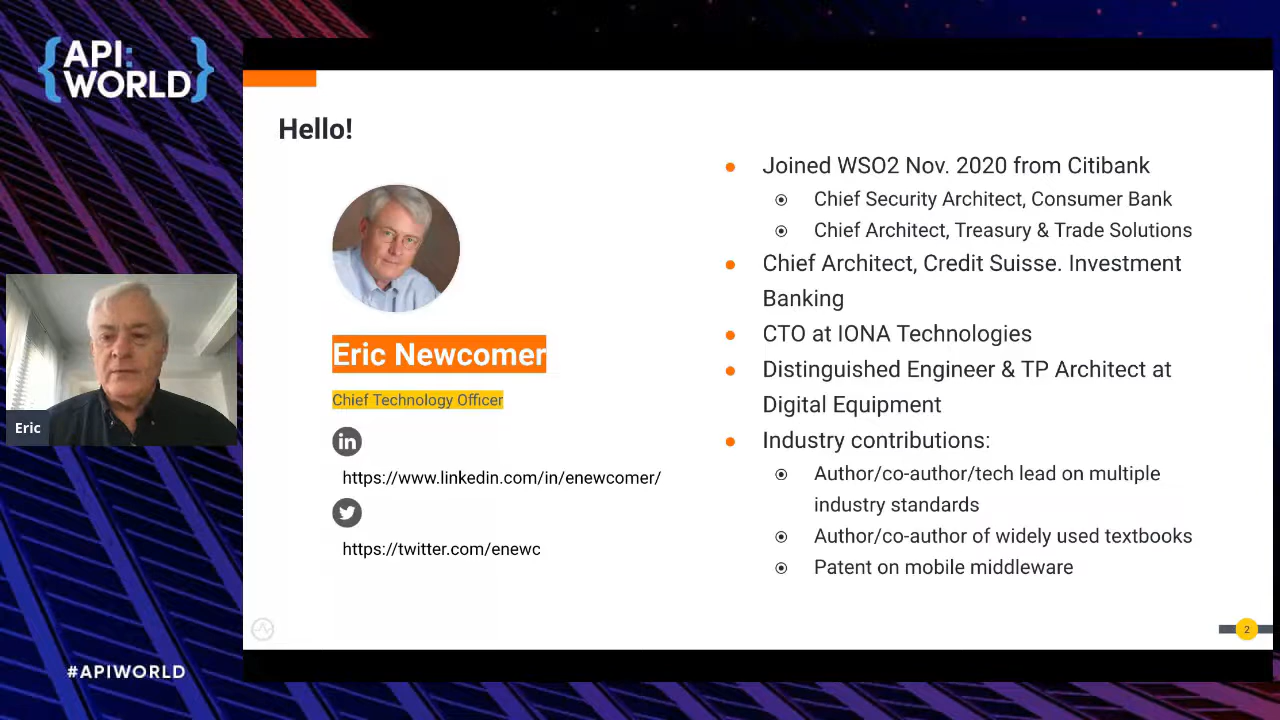 {API:
WORLD}
Hello!
Eric Newcomer
Chief Technology Officer
in
https://www.linkedin.com/in/enewcomer/
https://twitter.com/enewc
Joined WSO2 Nov. 2020 from Citibank
Chief Security Architect, Consumer Bank
Chief Architect, Treasury & Trade Solutions
Chief Architect, Credit Suisse. Investment
Banking
CTO at IONA Technologies
Distinguished Engineer & TP Architect at
Digital Equipment
Industry contributions:
Author/co-author/tech lead on multiple
industry standards
Author/co-author of widely used textbooks
Patent on mobile middleware
Eric
2
#APIWORLD